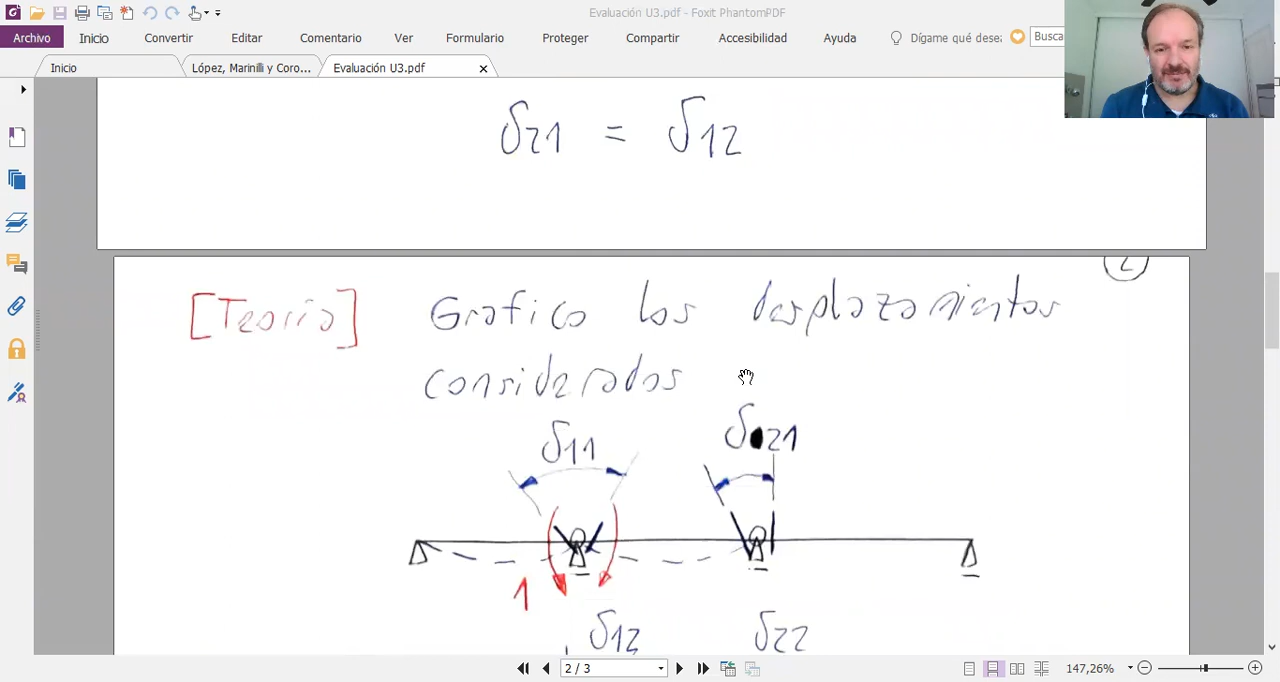 Evaluación U3.pdf - Foxit PhantomPDF
Archivo Inicio Convertir Editar Comentario Ver Formulario Proteger Compartir Accesibilidad Ayuda Dígame qué dese: Busca
Inicio López, Marinilli y Coro... Evaluación U3.pdf
δ21 = δ12
2
[Teoría] Grafico los desplazamientos
considerados
δ11 δ21
1
δ12 δ22
2 / 3 147,26%